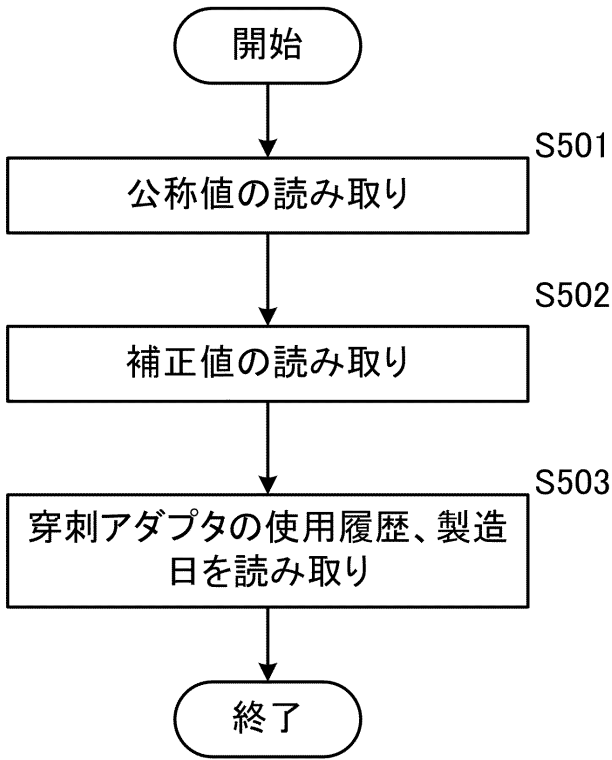 開始
S501
公称値の読み取り
S502
補正値の読み取り
S503
穿刺アダプタの使用履歴、製造
日を読み取り
終了